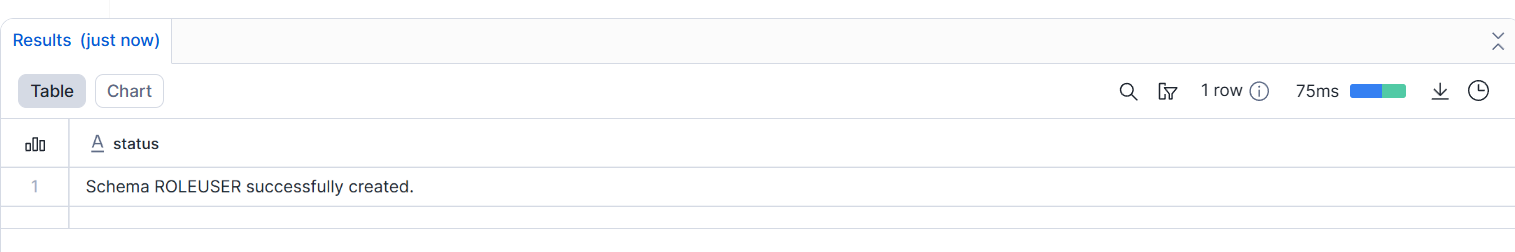 Results (just now)
Table Chart 1 row 75ms
A status
1 Schema ROLEUSER successfully created.